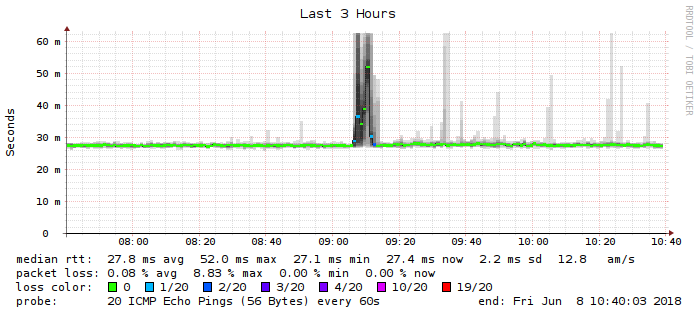 Last 3 Hours
RRDTOOL / TOBI OETIKER
Seconds
60 m
50 m
40 m
30 m
20 m
10 m
0
08:00 08:20 08:40 09:00 09:20 09:40 10:00 10:20 10:40
median rtt: 27.8 ms avg 52.0 ms max 27.1 ms min 27.4 ms now 2.2 ms sd 12.8 am/s
packet loss: 0.08 % avg 8.83 % max 0.00 % min 0.00 % now
loss color: 0 1/20 2/20 3/20 4/20 10/20 19/20
probe: 20 ICMP Echo Pings (56 Bytes) every 60s end: Fri Jun 8 10:40:03 2018